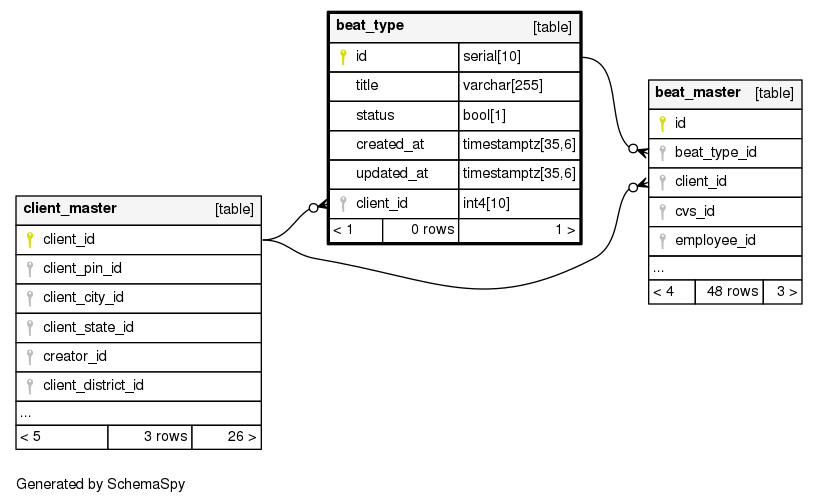 beat_type [table]
id serial[10]
title varchar[255]
status bool[1]
created_at timestamptz[35,6]
updated_at timestamptz[35,6]
client_id int4[10]
< 1 0 rows 1 >
beat_master [table]
id
beat_type_id
client_id
cvs_id
employee_id
...
< 4 48 rows 3 >
client_master [table]
client_id
client_pin_id
client_city_id
client_state_id
creator_id
client_district_id
...
< 5 3 rows 26 >
Generated by SchemaSpy